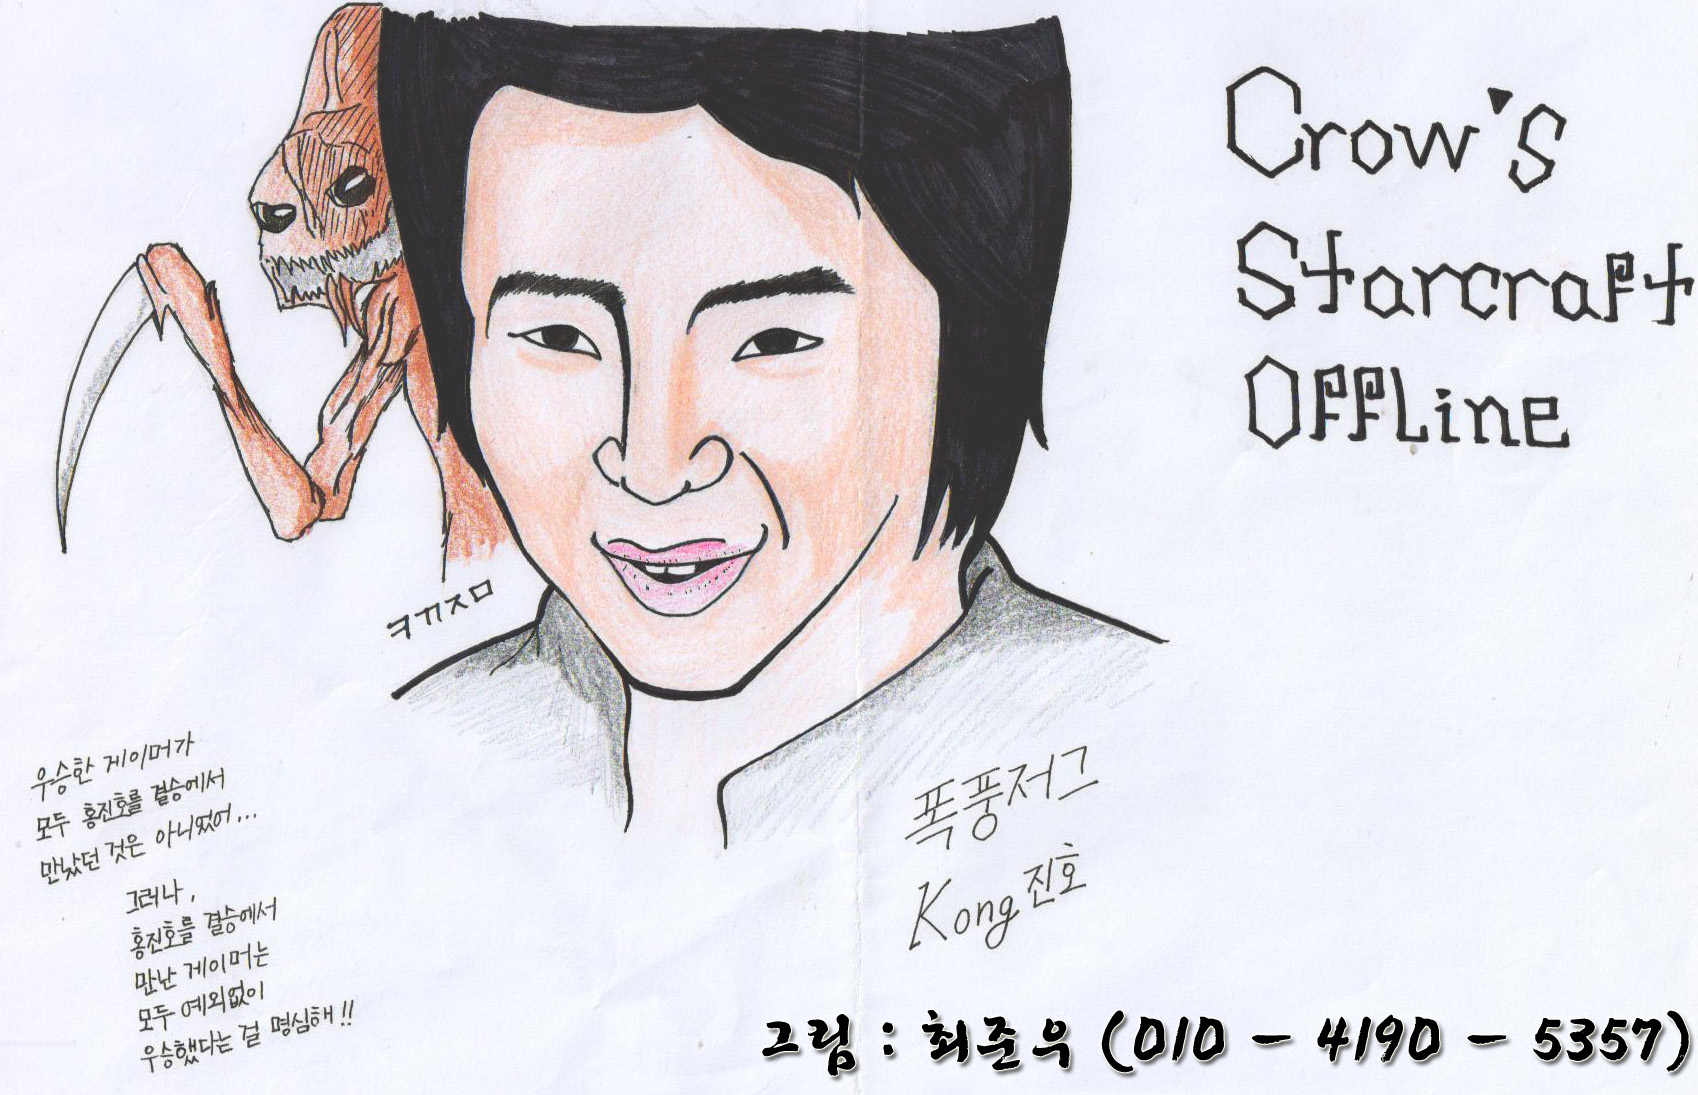 Crow's
Starcraft
Offline
ㅋㄲㅈㅁ
우승한 게이머가
모두 홍진호를 결승에서
만났던 것은 아니었어...
그러나,
홍진호를 결승에서
만난 게이머는
모두 예외없이
우승했다는 걸 명심해!!
폭풍저그
Kong진호
그림 : 최준우 (010 - 4190 - 5357)